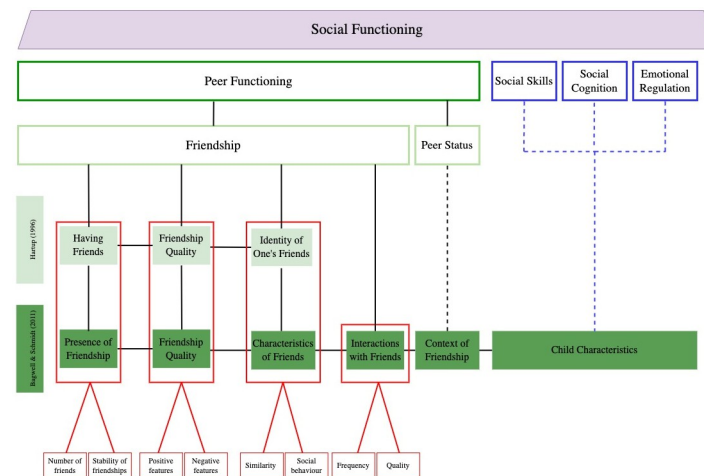 Social Functioning
Peer Functioning
Social Skills
Social
Cognition
Emotional
Regulation
Friendship
Peer Status
Hartup (1996)
Having
Friends
Friendship
Quality
Identity of
One's Friends
Bagwell & Schmidt (2011)
Presence of
Friendship
Friendship
Quality
Characteristics
of Friends
Interactions
with Friends
Context of
Friendship
Child Characteristics
Number of
friends
Stability of
friendships
Positive
features
Negative
features
Similarity
Social
behaviour
Frequency
Quality